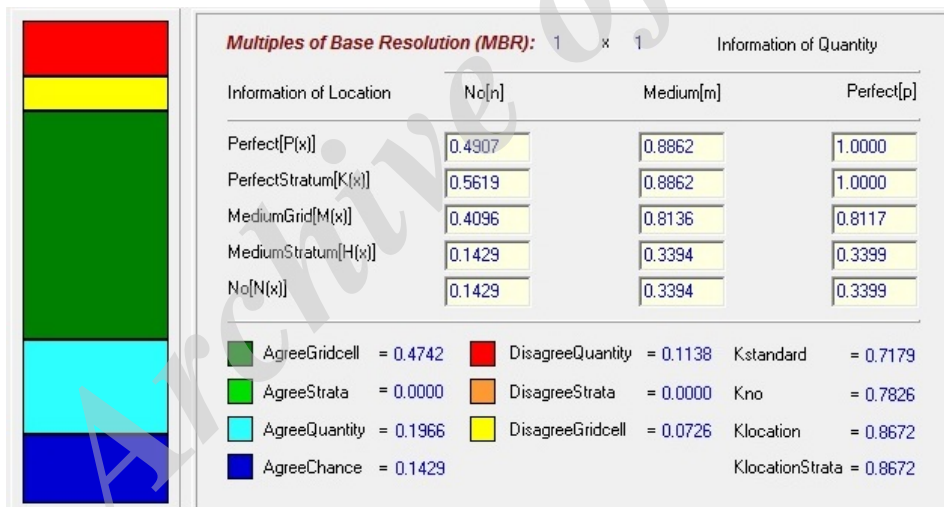 Multiples of Base Resolution (MBR): 1 x 1 Information of Quantity
Information of Location No[n] Medium[m] Perfect[p]
Perfect[P(x)] 0.4907 0.8862 1.0000
PerfectStratum[K(x)] 0.5619 0.8862 1.0000
MediumGrid[M(x)] 0.4096 0.8136 0.8117
MediumStratum[H(x)] 0.1429 0.3394 0.3399
No[N(x)] 0.1429 0.3394 0.3399
AgreeGridcell = 0.4742 DisagreeQuantity = 0.1138 Kstandard = 0.7179
AgreeStrata = 0.0000 DisagreeStrata = 0.0000 Kno = 0.7826
AgreeQuantity = 0.1966 DisagreeGridcell = 0.0726 Klocation = 0.8672
AgreeChance = 0.1429 KlocationStrata = 0.8672
Archive of